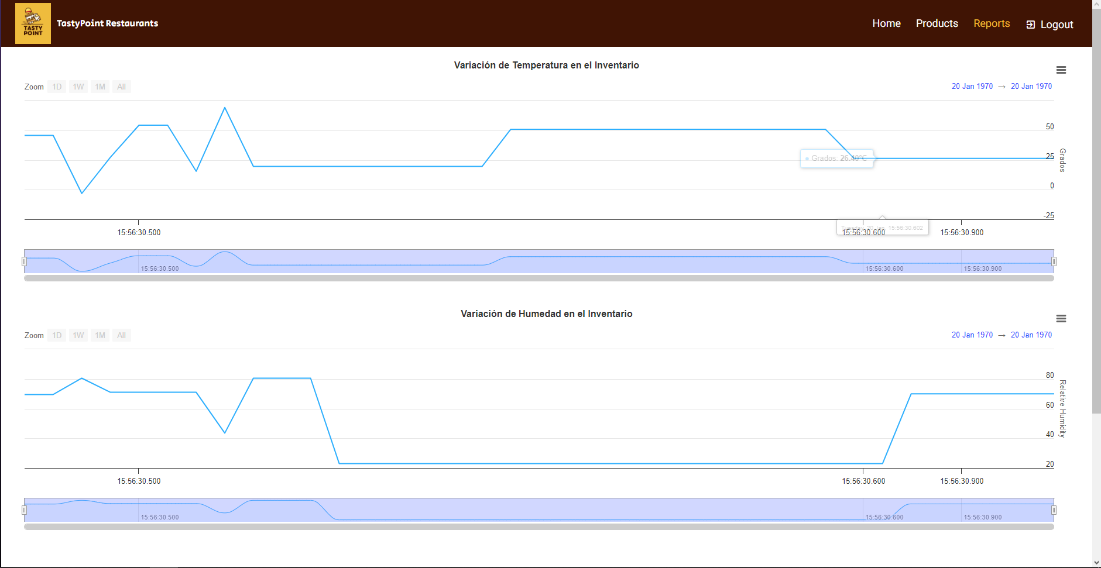 TASTY
POINT
TastyPoint Restaurants
Home
Products
Reports
Logout
Variación de Temperatura en el Inventario
Zoom 1D 1W 1M All
20 Jan 1970 → 20 Jan 1970
50
25
0
-25
Grados
Grados: 26.40°C
15:56:30.500
15:56:30.600
15:56:30.900
15:56:30.500
15:56:30.600
15:56:30.900
Variación de Humedad en el Inventario
Zoom 1D 1W 1M All
20 Jan 1970 → 20 Jan 1970
80
60
40
20
Relative Humidity
15:56:30.500
15:56:30.600
15:56:30.900
15:56:30.500
15:56:30.600
15:56:30.900